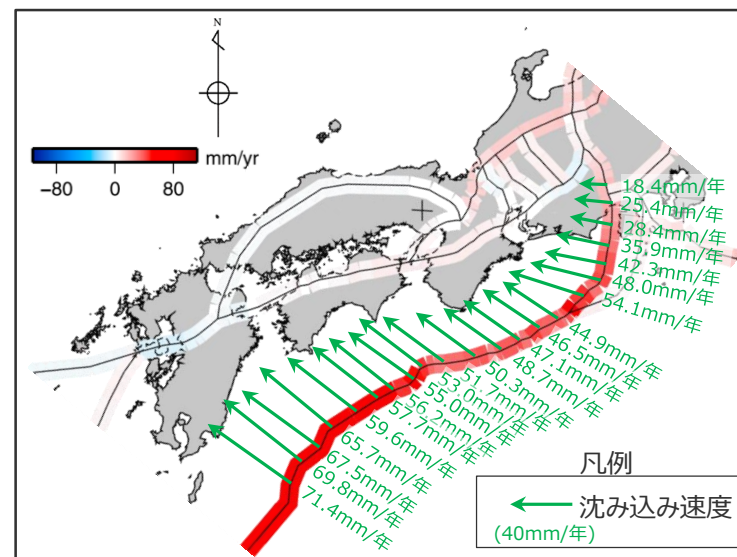 N
mm/yr
−80 0 80
18.4mm/年
25.4mm/年
28.4mm/年
35.9mm/年
42.3mm/年
48.0mm/年
54.1mm/年
44.9mm/年
46.5mm/年
47.1mm/年
48.7mm/年
50.3mm/年
51.7mm/年
53.0mm/年
55.0mm/年
56.2mm/年
57.7mm/年
59.6mm/年
65.7mm/年
67.5mm/年
69.8mm/年
71.4mm/年
凡例
沈み込み速度
(40mm/年)